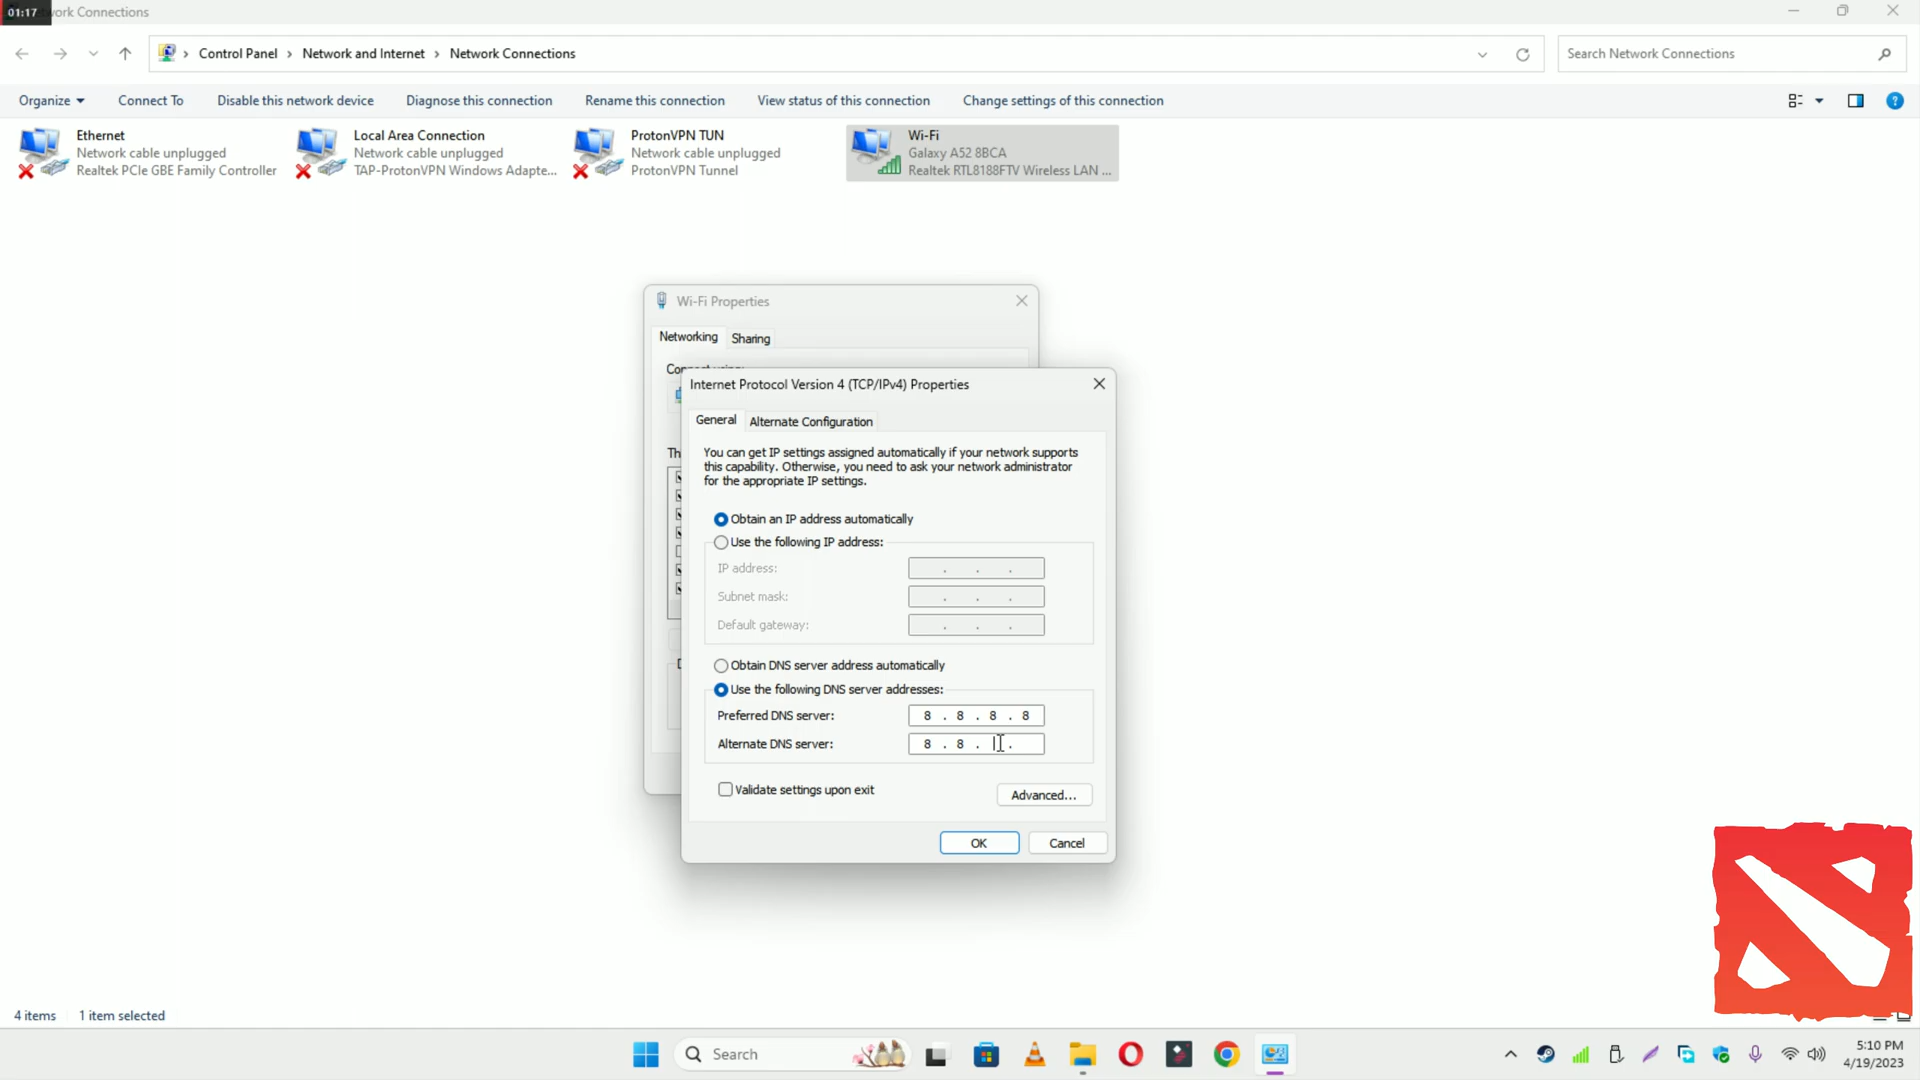 01:17
ork Connections
Control Panel > Network and Internet > Network Connections
Search Network Connections
Organize
Connect To
Disable this network device
Diagnose this connection
Rename this connection
View status of this connection
Change settings of this connection
Ethernet
Network cable unplugged
Realtek PCIe GBE Family Controller
Local Area Connection
Network cable unplugged
TAP-ProtonVPN Windows Adapte...
ProtonVPN TUN
Network cable unplugged
ProtonVPN Tunnel
Wi-Fi
Galaxy A52 8BCA
Realtek RTL8188FTV Wireless LAN ...
Wi-Fi Properties
Networking
Sharing
Internet Protocol Version 4 (TCP/IPv4) Properties
General
Alternate Configuration
You can get IP settings assigned automatically if your network supports
this capability. Otherwise, you need to ask your network administrator
for the appropriate IP settings.
Obtain an IP address automatically
Use the following IP address:
IP address: . . .
Subnet mask: . . .
Default gateway: . . .
Obtain DNS server address automatically
Use the following DNS server addresses:
Preferred DNS server: 8 . 8 . 8 . 8
Alternate DNS server: 8 . 8 . .
Validate settings upon exit
Advanced...
OK
Cancel
4 items
1 item selected
Search
5:10 PM
4/19/2023